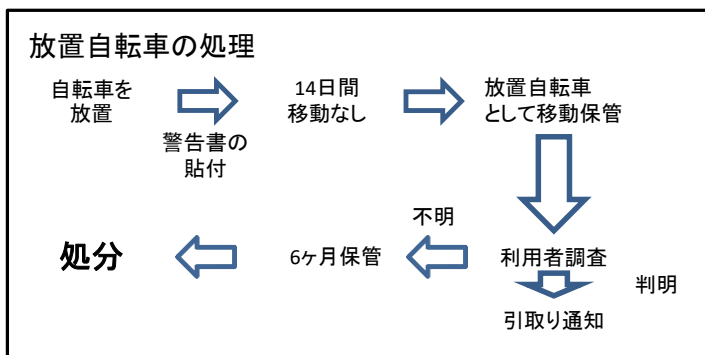 放置自転車の処理
自転車を
放置
警告書の
貼付
14日間
移動なし
放置自転車
として移動保管
利用者調査
判明
引取り通知
不明
6ヶ月保管
処分